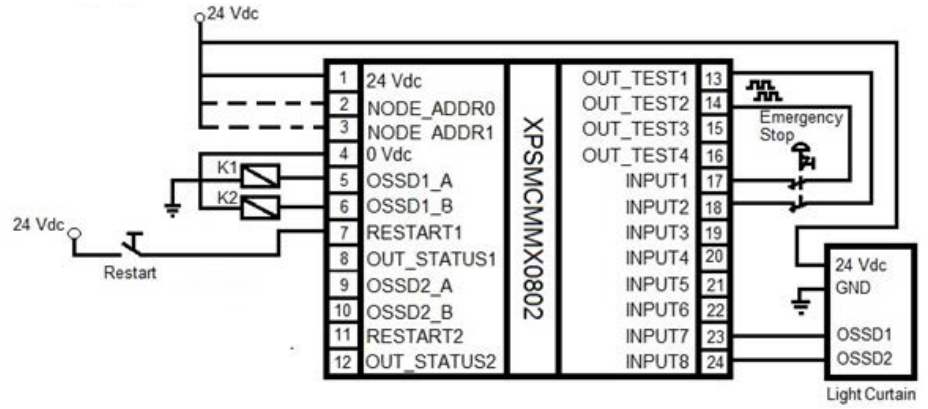 24 Vdc
1 24 Vdc
2 NODE_ADDR0
3 NODE ADDR1
4 0 Vdc
K1
5 OSSD1_A
K2
6 OSSD1_B
24 Vdc
7 RESTART1
Restart
8 OUT_STATUS1
9 OSSD2_A
10 OSSD2_B
11 RESTART2
12 OUT_STATUS2
XPSMCMMX0802
OUT_TEST1 13
OUT_TEST2 14
OUT_TEST3 15
OUT_TEST4 16
INPUT1 17
INPUT2 18
INPUT3 19
INPUT4 20
INPUT5 21
INPUT6 22
INPUT7 23
INPUT8 24
Emergency
Stop
24 Vdc
GND
OSSD1
OSSD2
Light Curtain